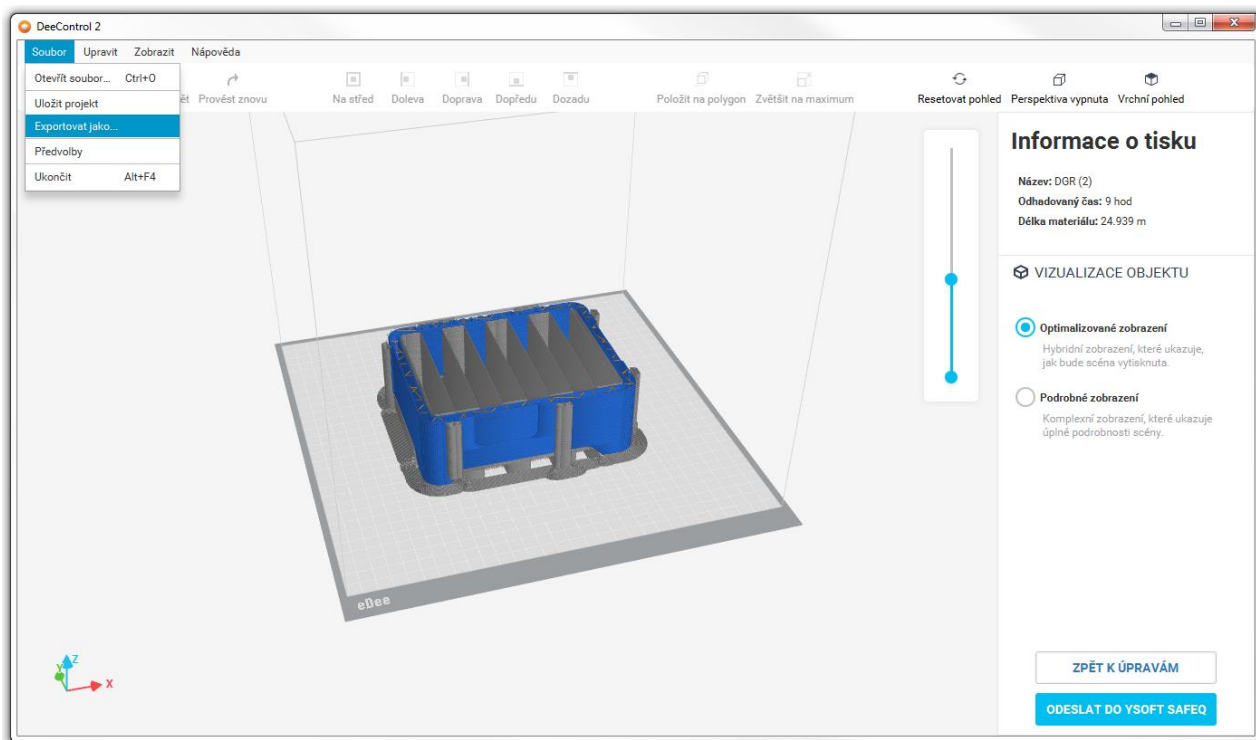 DeeControl 2
Soubor Upravit Zobrazit Nápověda
Otevřít soubor... Ctrl+O
Uložit projekt
Exportovat jako...
Předvolby
Ukončit Alt+F4
Provést znovu
Na střed Doleva Doprava Dopředu Dozadu
Položit na polygon Zvětšit na maximum
Resetovat pohled Perspektiva vypnuta Vrchní pohled
Informace o tisku
Název: DGR (2)
Odhadovaný čas: 9 hod
Délka materiálu: 24.939 m
VIZUALIZACE OBJEKTU
Optimalizované zobrazení
Hybridní zobrazení, které ukazuje,
jak bude scéna vytisknuta.
Podrobné zobrazení
Komplexní zobrazení, které ukazuje
úplné podrobnosti scény.
eDee
Z
Y
X
ZPĚT K ÚPRAVÁM
ODESLAT DO YSOFT SAFEQ